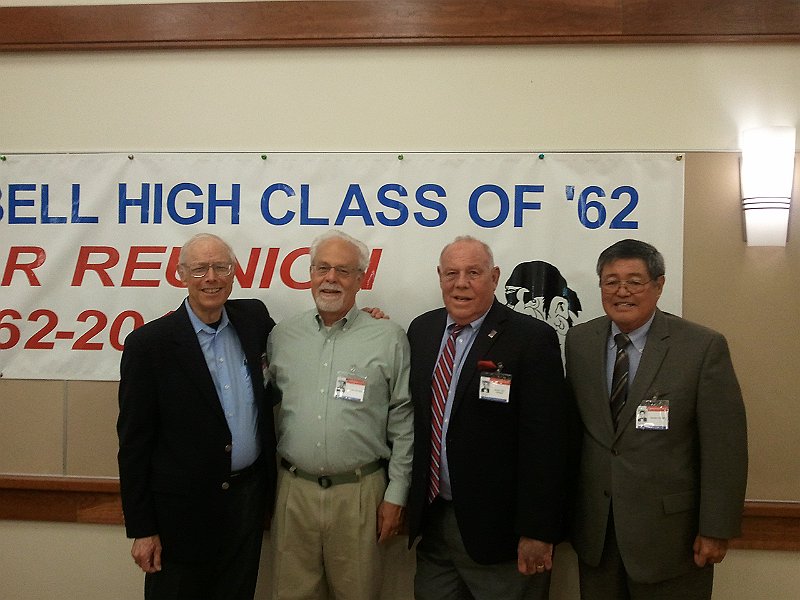 BELL HIGH CLASS OF '62
R REUNION
62-20